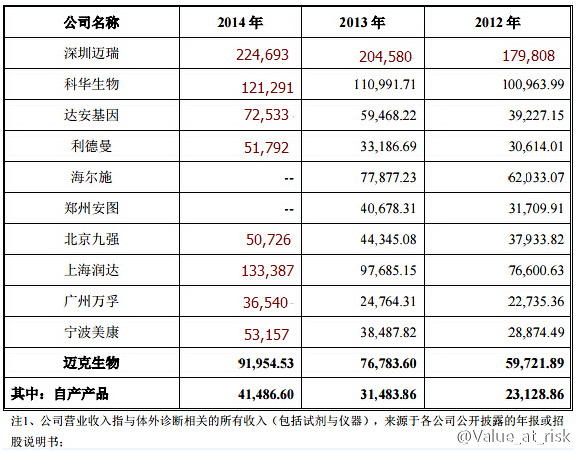 公司名称 2014 年 2013 年 2012 年
深圳迈瑞 224,693 204,580 179,808
科华生物 121,291 110,991.71 100,963.99
达安基因 72,533 59,468.22 39,227.15
利德曼 51,792 33,186.69 30,614.01
海尔施 -- 77,877.23 62,033.07
郑州安图 -- 40,678.31 31,709.91
北京九强 50,726 44,345.08 37,933.82
上海润达 133,387 97,685.15 76,600.63
广州万孚 36,540 24,764.31 22,735.36
宁波美康 53,157 38,487.82 28,874.49
迈克生物 91,954.53 76,783.60 59,721.89
其中：自产产品 41,486.60 31,483.86 23,128.86
注1、公司营业收入指与体外诊断相关的所有收入（包括试剂与仪器），来源于各公司公开披露的年报或招
股说明书；
@Value_at_risk